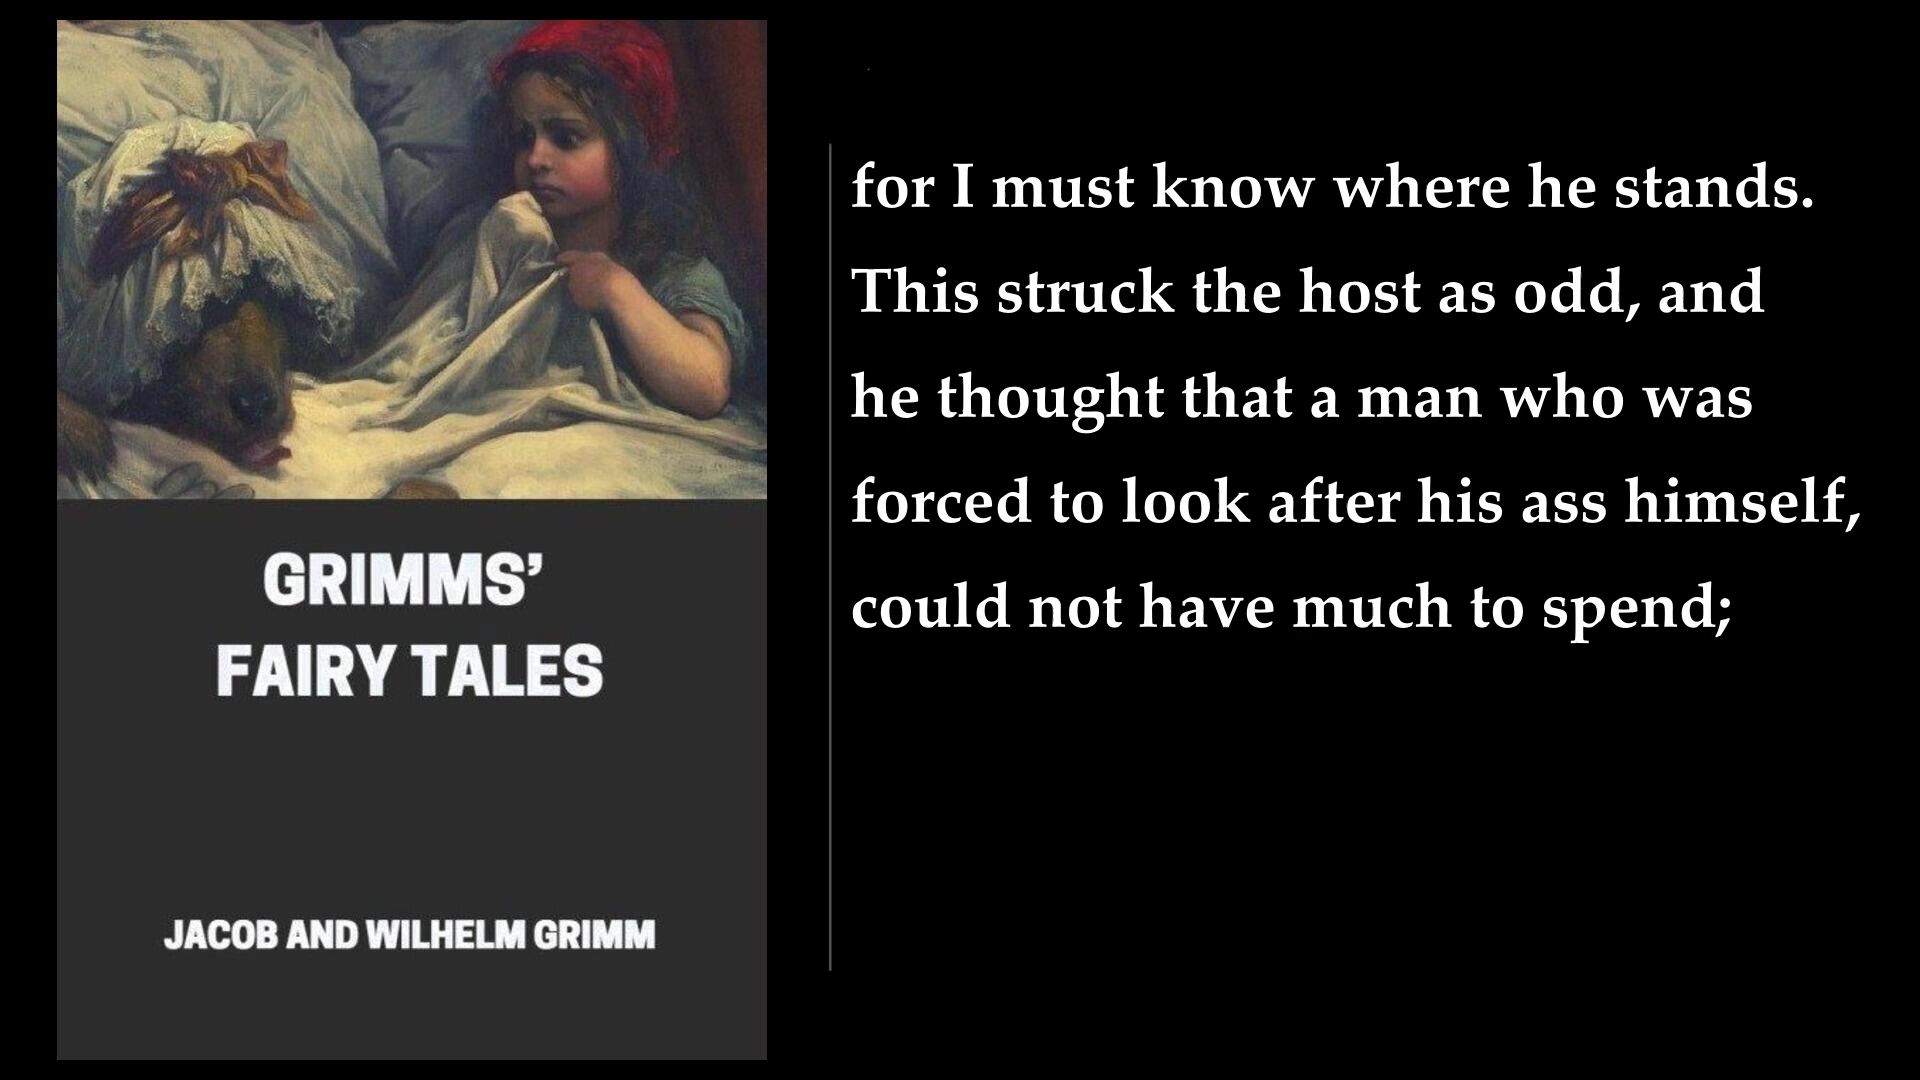 GRIMMS’
FAIRY TALES
JACOB AND WILHELM GRIMM
for I must know where he stands.
This struck the host as odd, and
he thought that a man who was
forced to look after his ass himself,
could not have much to spend;